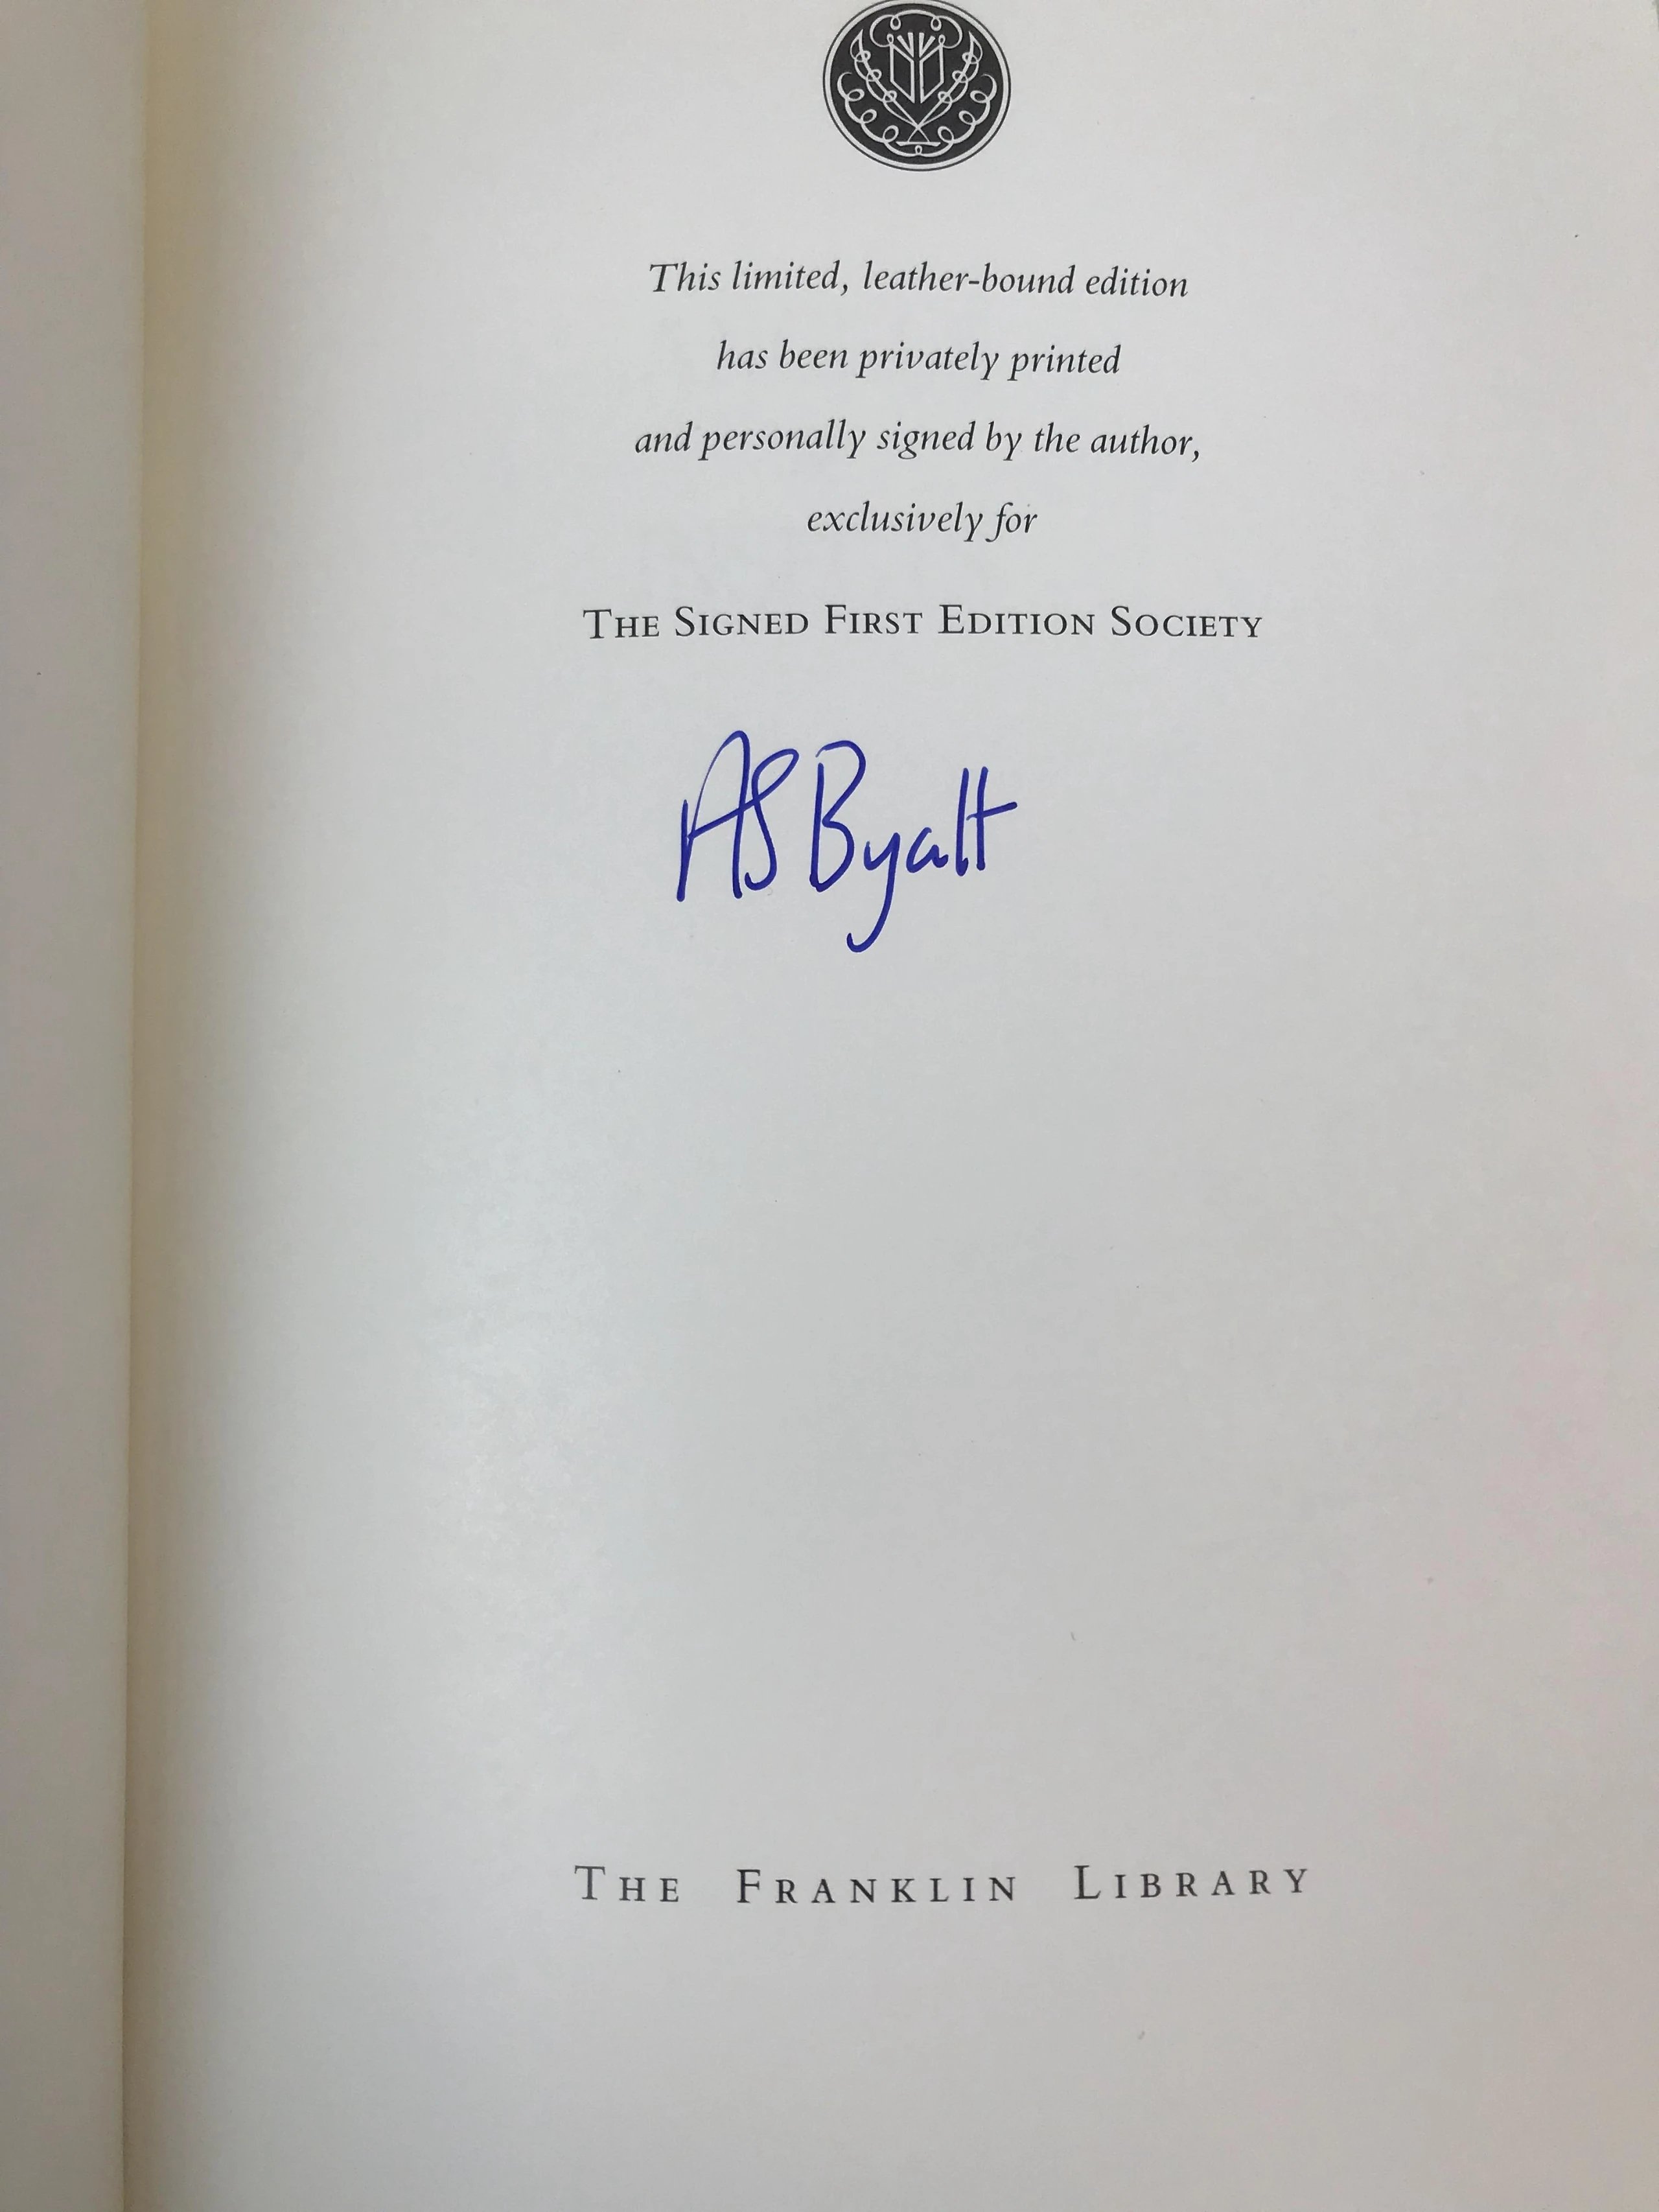 This limited, leather-bound edition
has been privately printed
and personally signed by the author,
exclusively for
THE SIGNED FIRST EDITION SOCIETY
AS Byatt
THE FRANKLIN LIBRARY